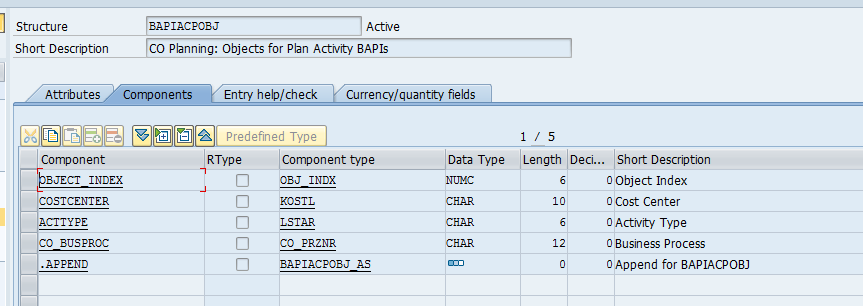 Structure BAPIACPOBJ Active
Short Description CO Planning: Objects for Plan Activity BAPIs
Attributes Components Entry help/check Currency/quantity fields
Predefined Type 1 / 5
Component RType Component type Data Type Length Deci... Short Description
OBJECT_INDEX OBJ_INDX NUMC 6 0 Object Index
COSTCENTER KOSTL CHAR 10 0 Cost Center
ACTTYPE LSTAR CHAR 6 0 Activity Type
CO_BUSPROC CO_PRZNR CHAR 12 0 Business Process
.APPEND BAPIACPOBJ_AS 0 0 Append for BAPIACPOBJ